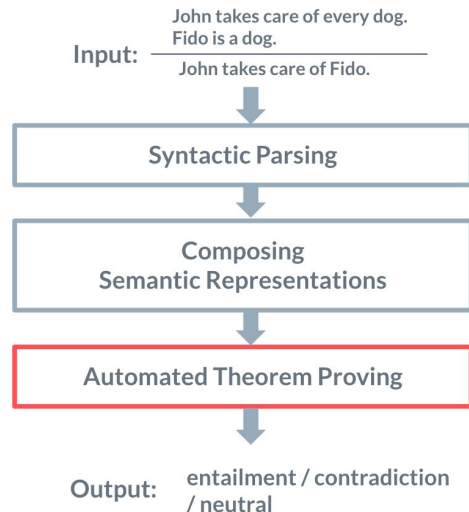 John takes care of every dog.
Fido is a dog.
Input:
John takes care of Fido.
Syntactic Parsing
Composing
Semantic Representations
Automated Theorem Proving
Output: entailment / contradiction
/ neutral